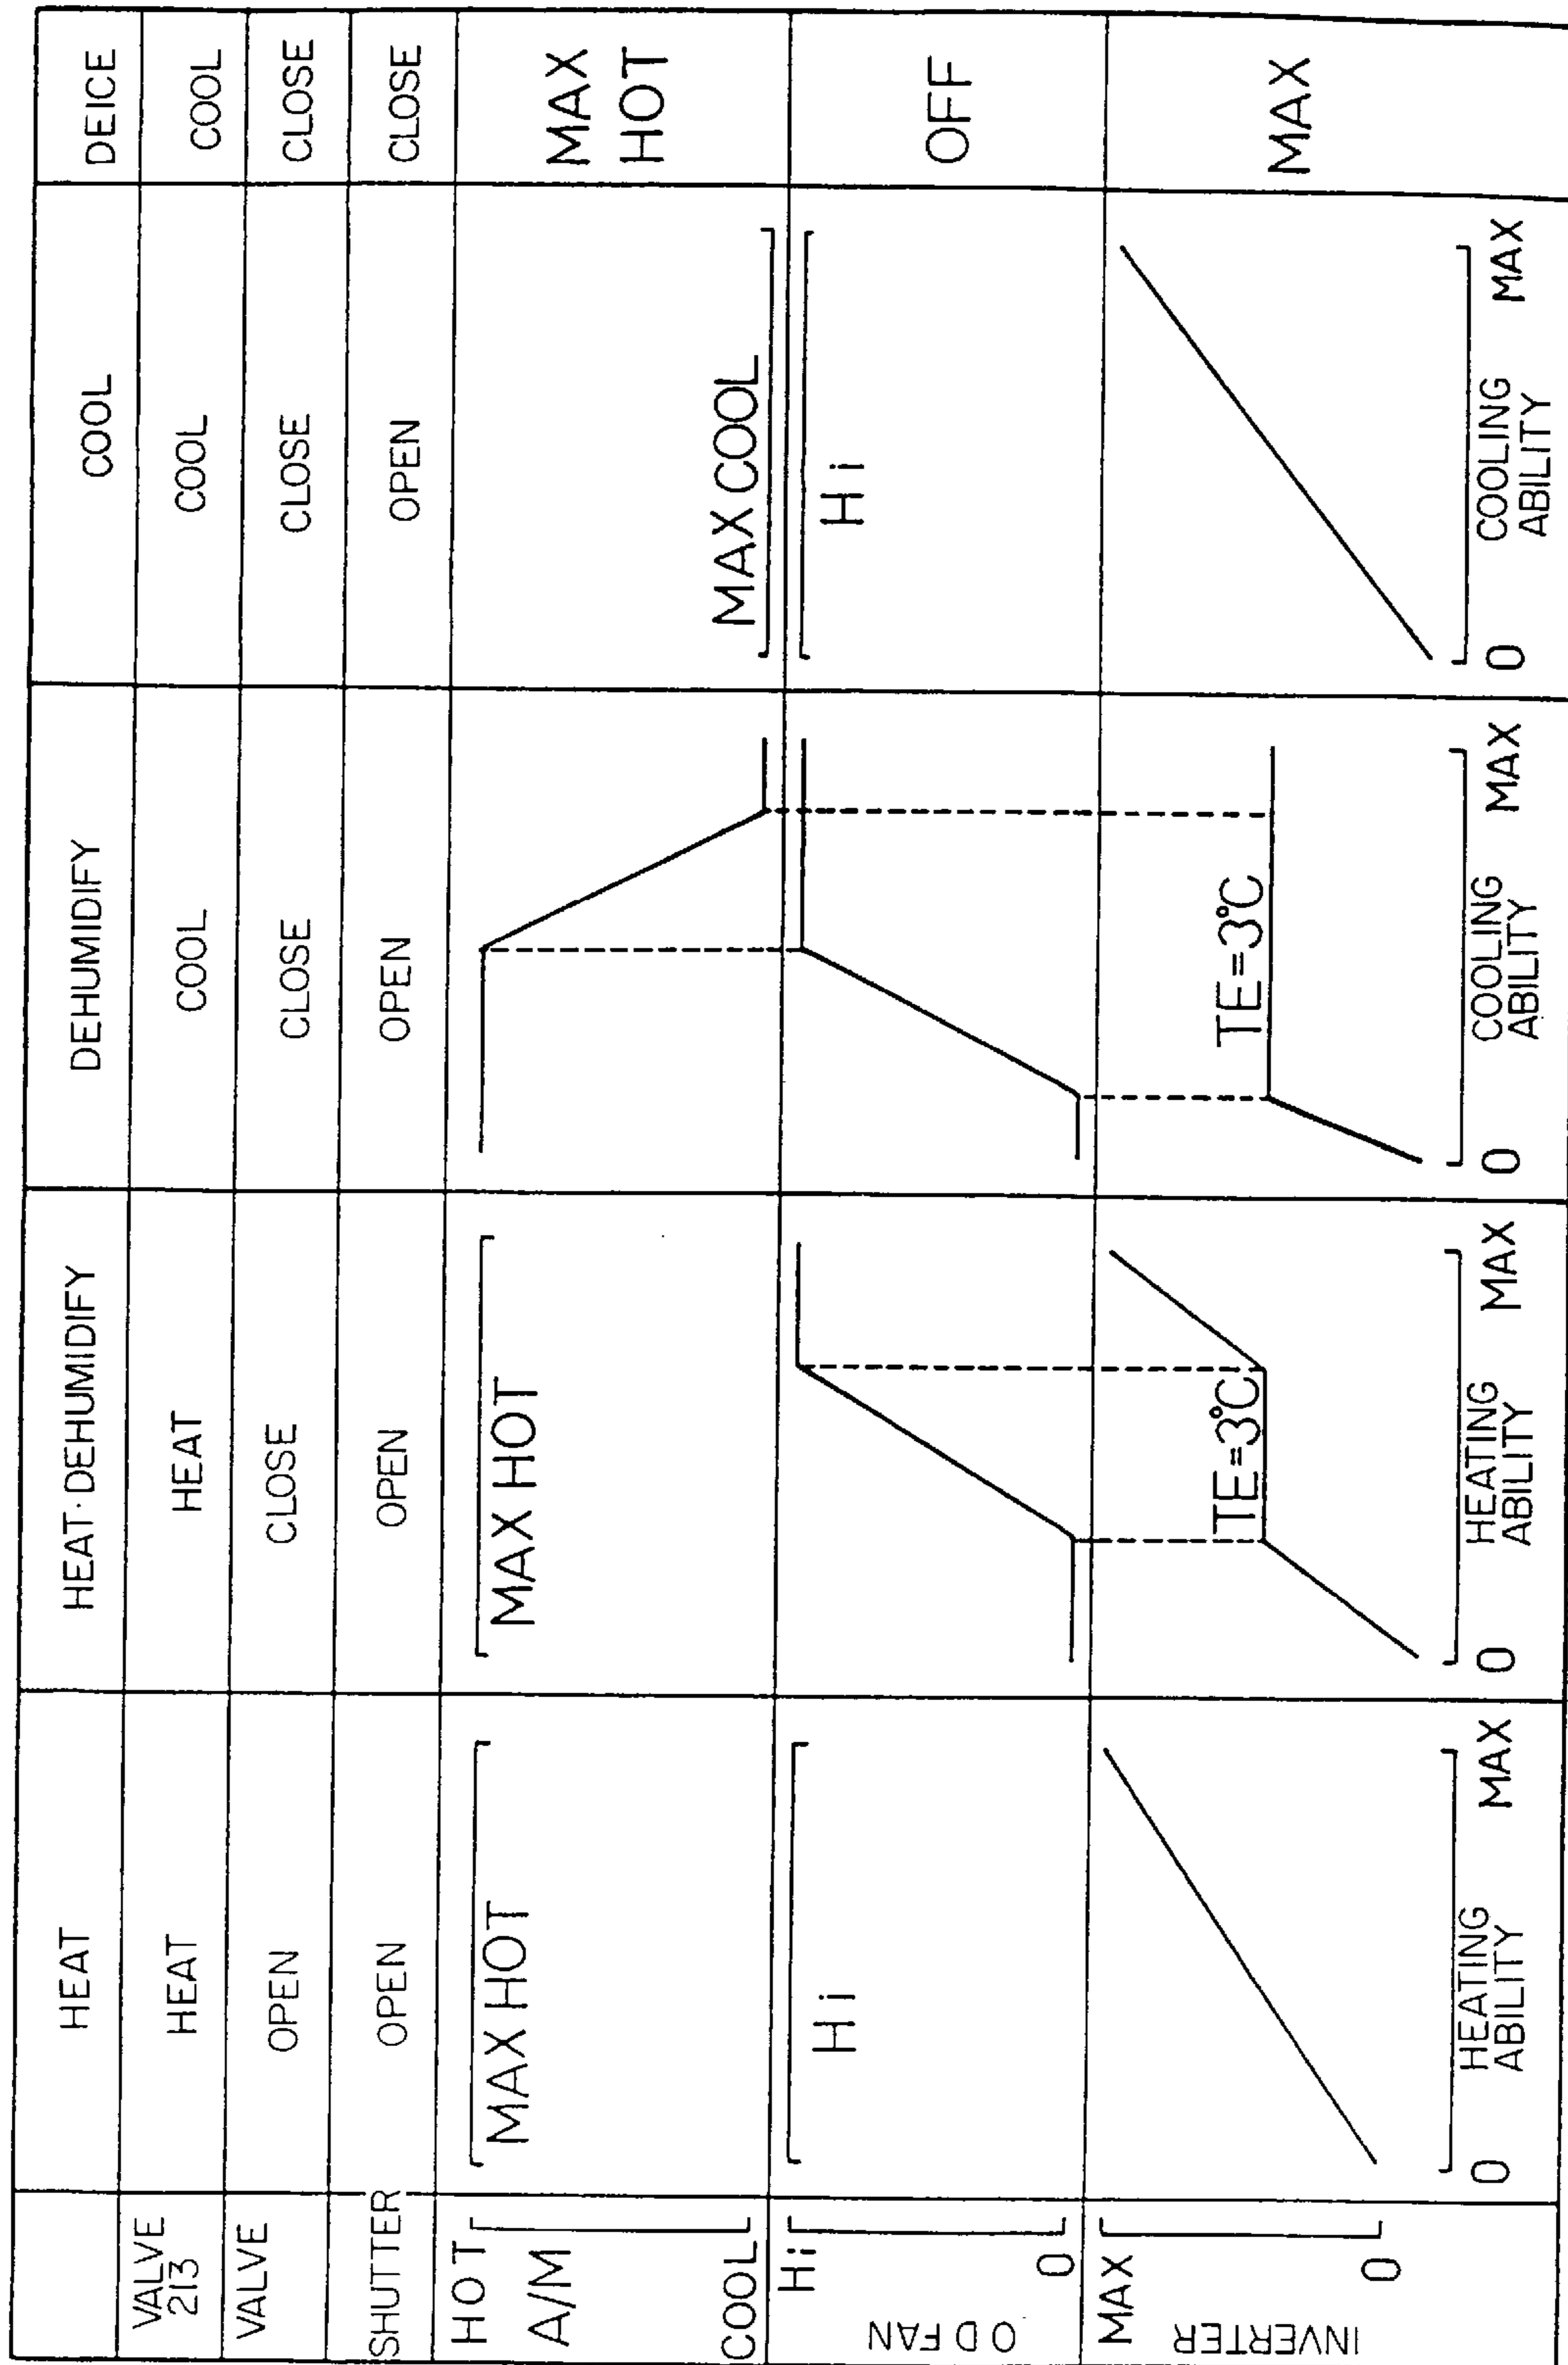 HEAT
HEAT·DEHUMIDIFY
DEHUMIDIFY
COOL
DEICE
VALVE
213
HEAT
HEAT
COOL
COOL
COOL
VALVE
OPEN
CLOSE
CLOSE
CLOSE
CLOSE
SHUTTER
OPEN
OPEN
OPEN
OPEN
CLOSE
HOT
A/M
COOL
MAX HOT
MAX HOT
MAX COOL
MAX
HOT
Hi
OD FAN
0
Hi
Hi
OFF
MAX
INVERTER
0
TE=3°C
TE=3°C
MAX
0
HEATING
ABILITY
MAX
0
HEATING
ABILITY
MAX
0
COOLING
ABILITY
MAX
0
COOLING
ABILITY
MAX